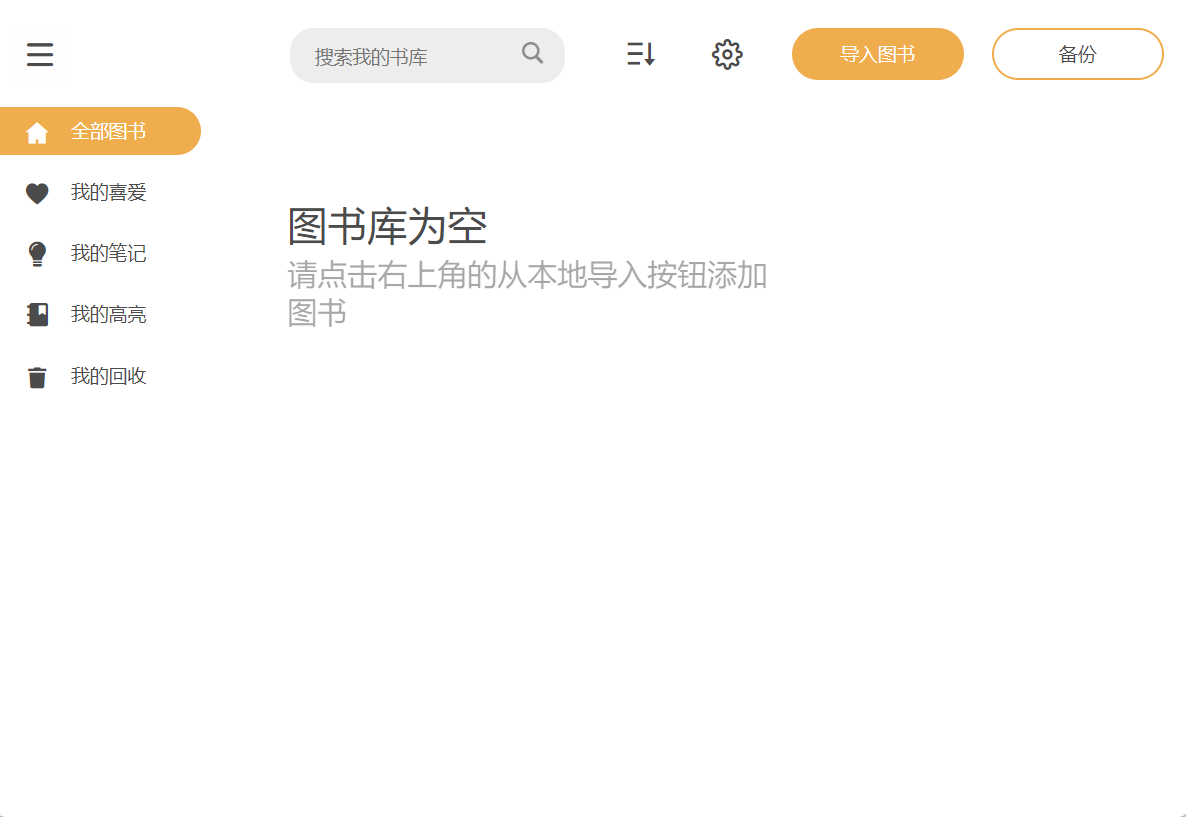 搜索我的书库
导入图书
备份
全部图书
我的喜爱
我的笔记
我的高亮
我的回收
图书库为空
请点击右上角的从本地导入按钮添加
图书